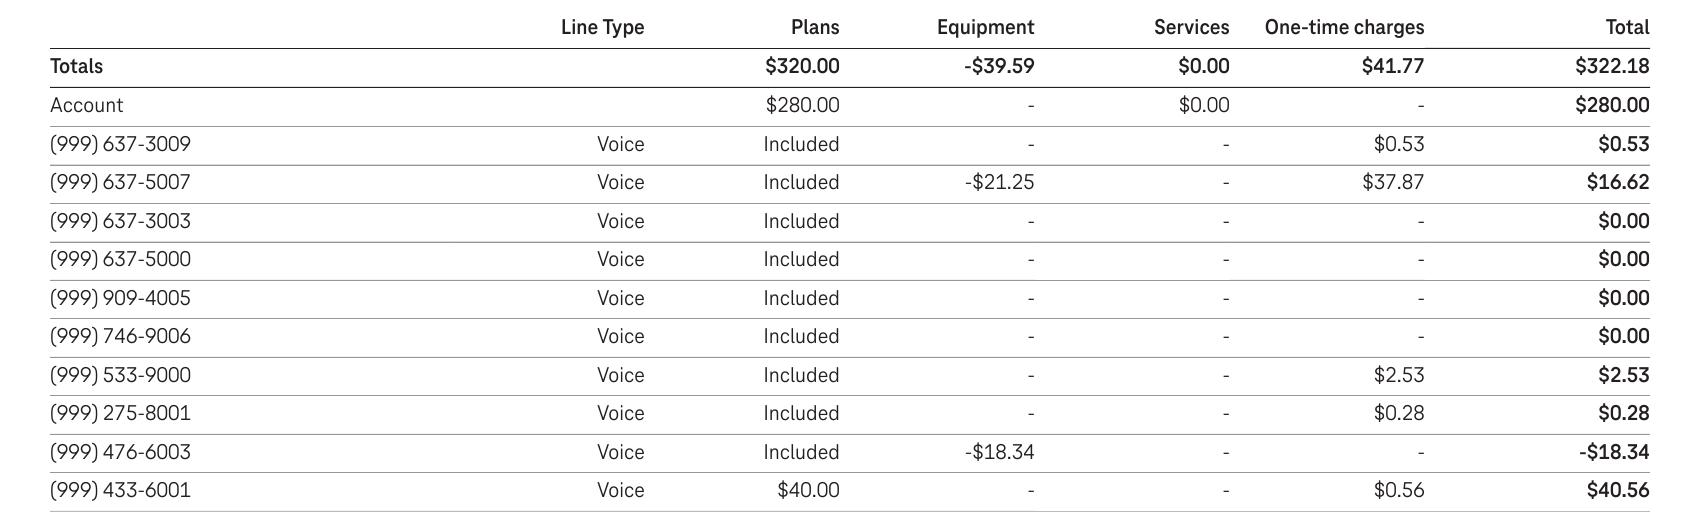 Line Type Plans Equipment Services One-time charges Total
Totals $320.00 -$39.59 $0.00 $41.77 $322.18
Account $280.00 - $0.00 - $280.00
(999) 637-3009 Voice Included - - $0.53 $0.53
(999) 637-5007 Voice Included -$21.25 - $37.87 $16.62
(999) 637-3003 Voice Included - - - $0.00
(999) 637-5000 Voice Included - - - $0.00
(999) 909-4005 Voice Included - - - $0.00
(999) 746-9006 Voice Included - - - $0.00
(999) 533-9000 Voice Included - - $2.53 $2.53
(999) 275-8001 Voice Included - - $0.28 $0.28
(999) 476-6003 Voice Included -$18.34 - - -$18.34
(999) 433-6001 Voice $40.00 - - $0.56 $40.56